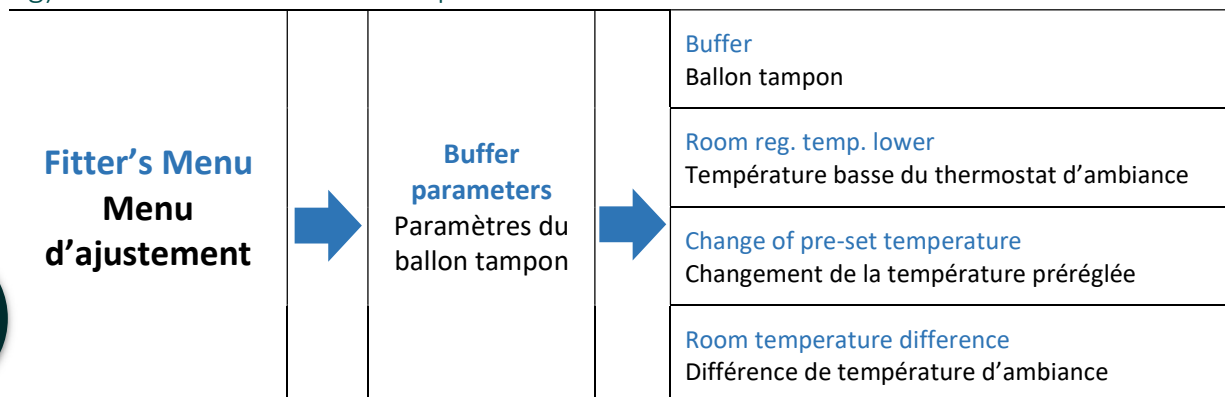 Fitter’s Menu
Menu
d’ajustement
Buffer
parameters
Paramètres du
ballon tampon
Buffer
Ballon tampon
Room reg. temp. lower
Température basse du thermostat d’ambiance
Change of pre-set temperature
Changement de la température préréglée
Room temperature difference
Différence de température d’ambiance